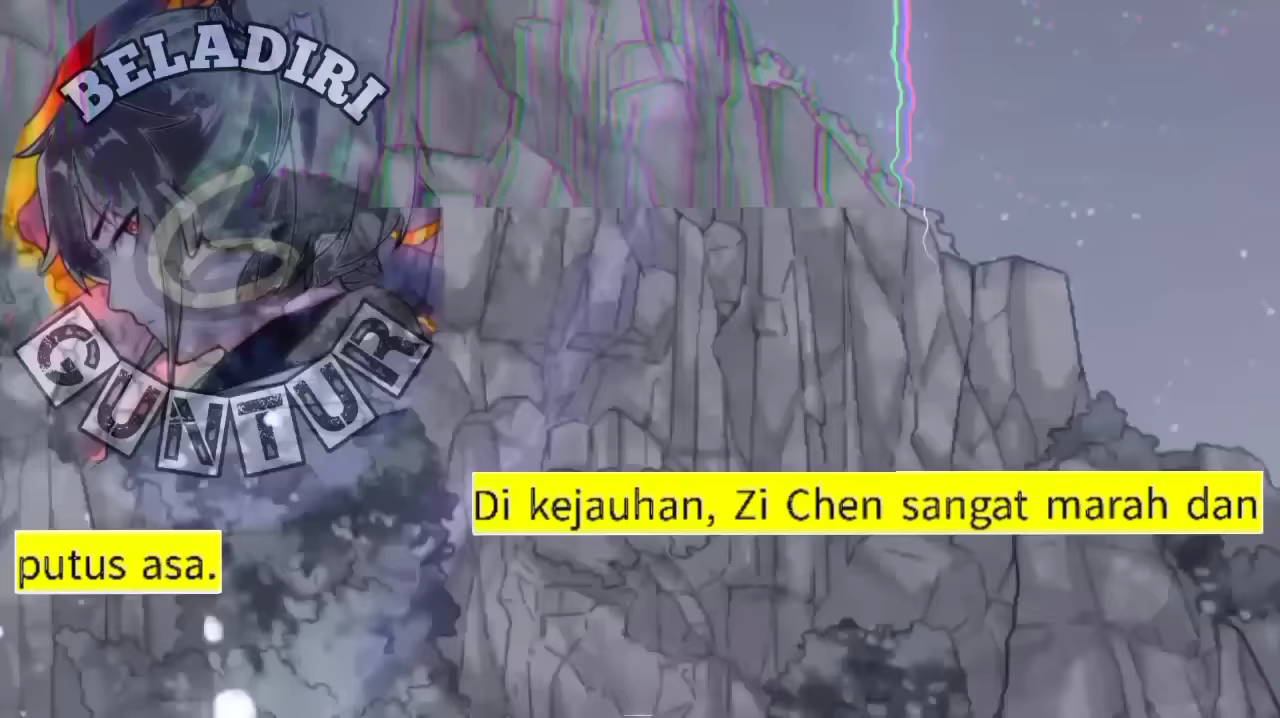 BELADIRI
GUNTUR
Di kejauhan, Zi Chen sangat marah dan
putus asa.